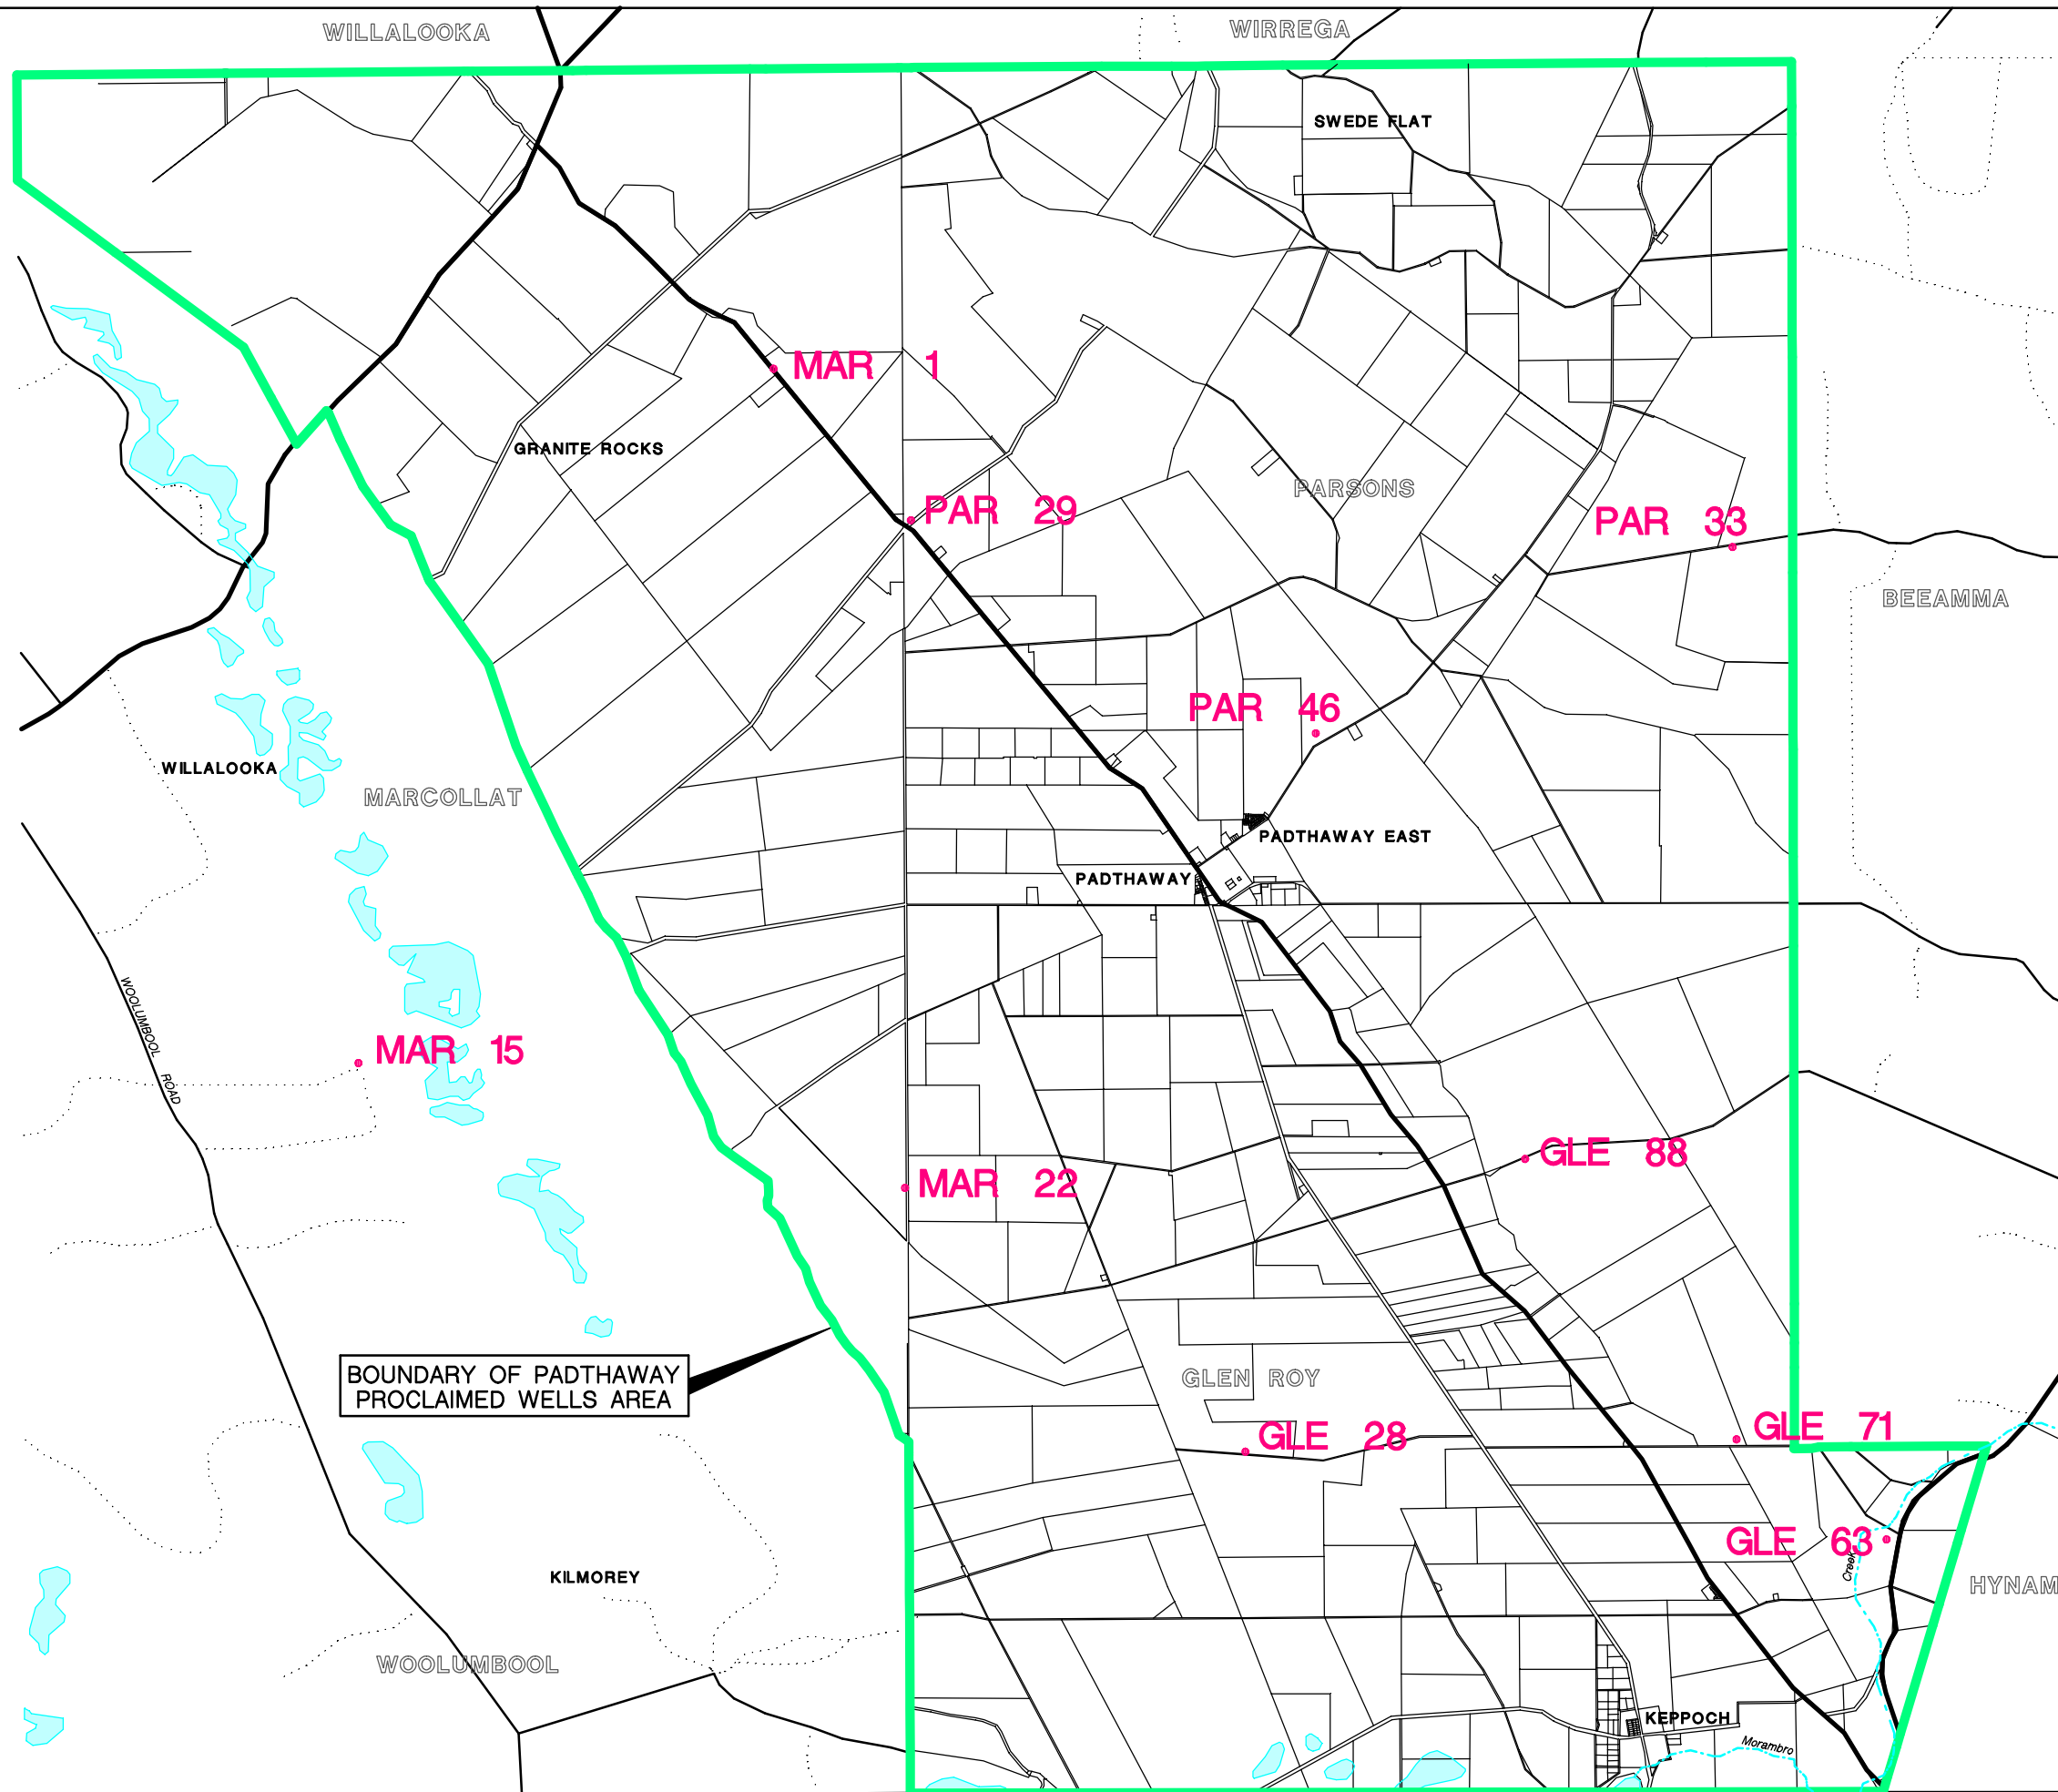 WILLALOOKA
WIRREGA
SWEDE FLAT
MAR 1
GRANITE ROCKS
PARSONS
PAR 29
PAR 33
BEEAMMA
PAR 46
WILLALOOKA
MARCOLLAT
PADTHAWAY EAST
PADTHAWAY
WOOLUMBOOL ROAD
MAR 15
GLE 88
MAR 22
BOUNDARY OF PADTHAWAY
PROCLAIMED WELLS AREA
GLEN ROY
GLE 28
GLE 71
GLE 63
Creek
KILMOREY
HYNAM
WOOLUMBOOL
KEPPOCH
Morambro